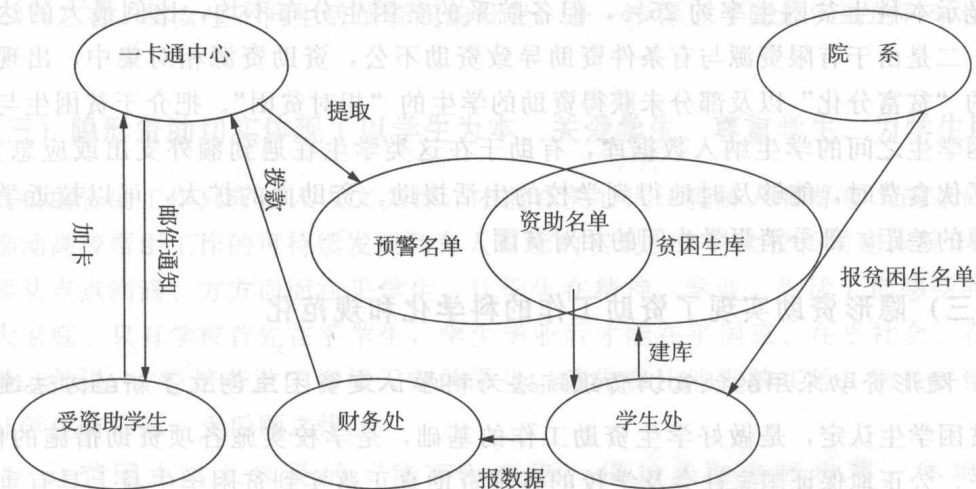 一卡通中心
院 系
提取
拨款
资助名单
预警名单
贫困生库
加卡
邮件通知
报贫困生名单
建库
受资助学生
财务处
学生处
报数据